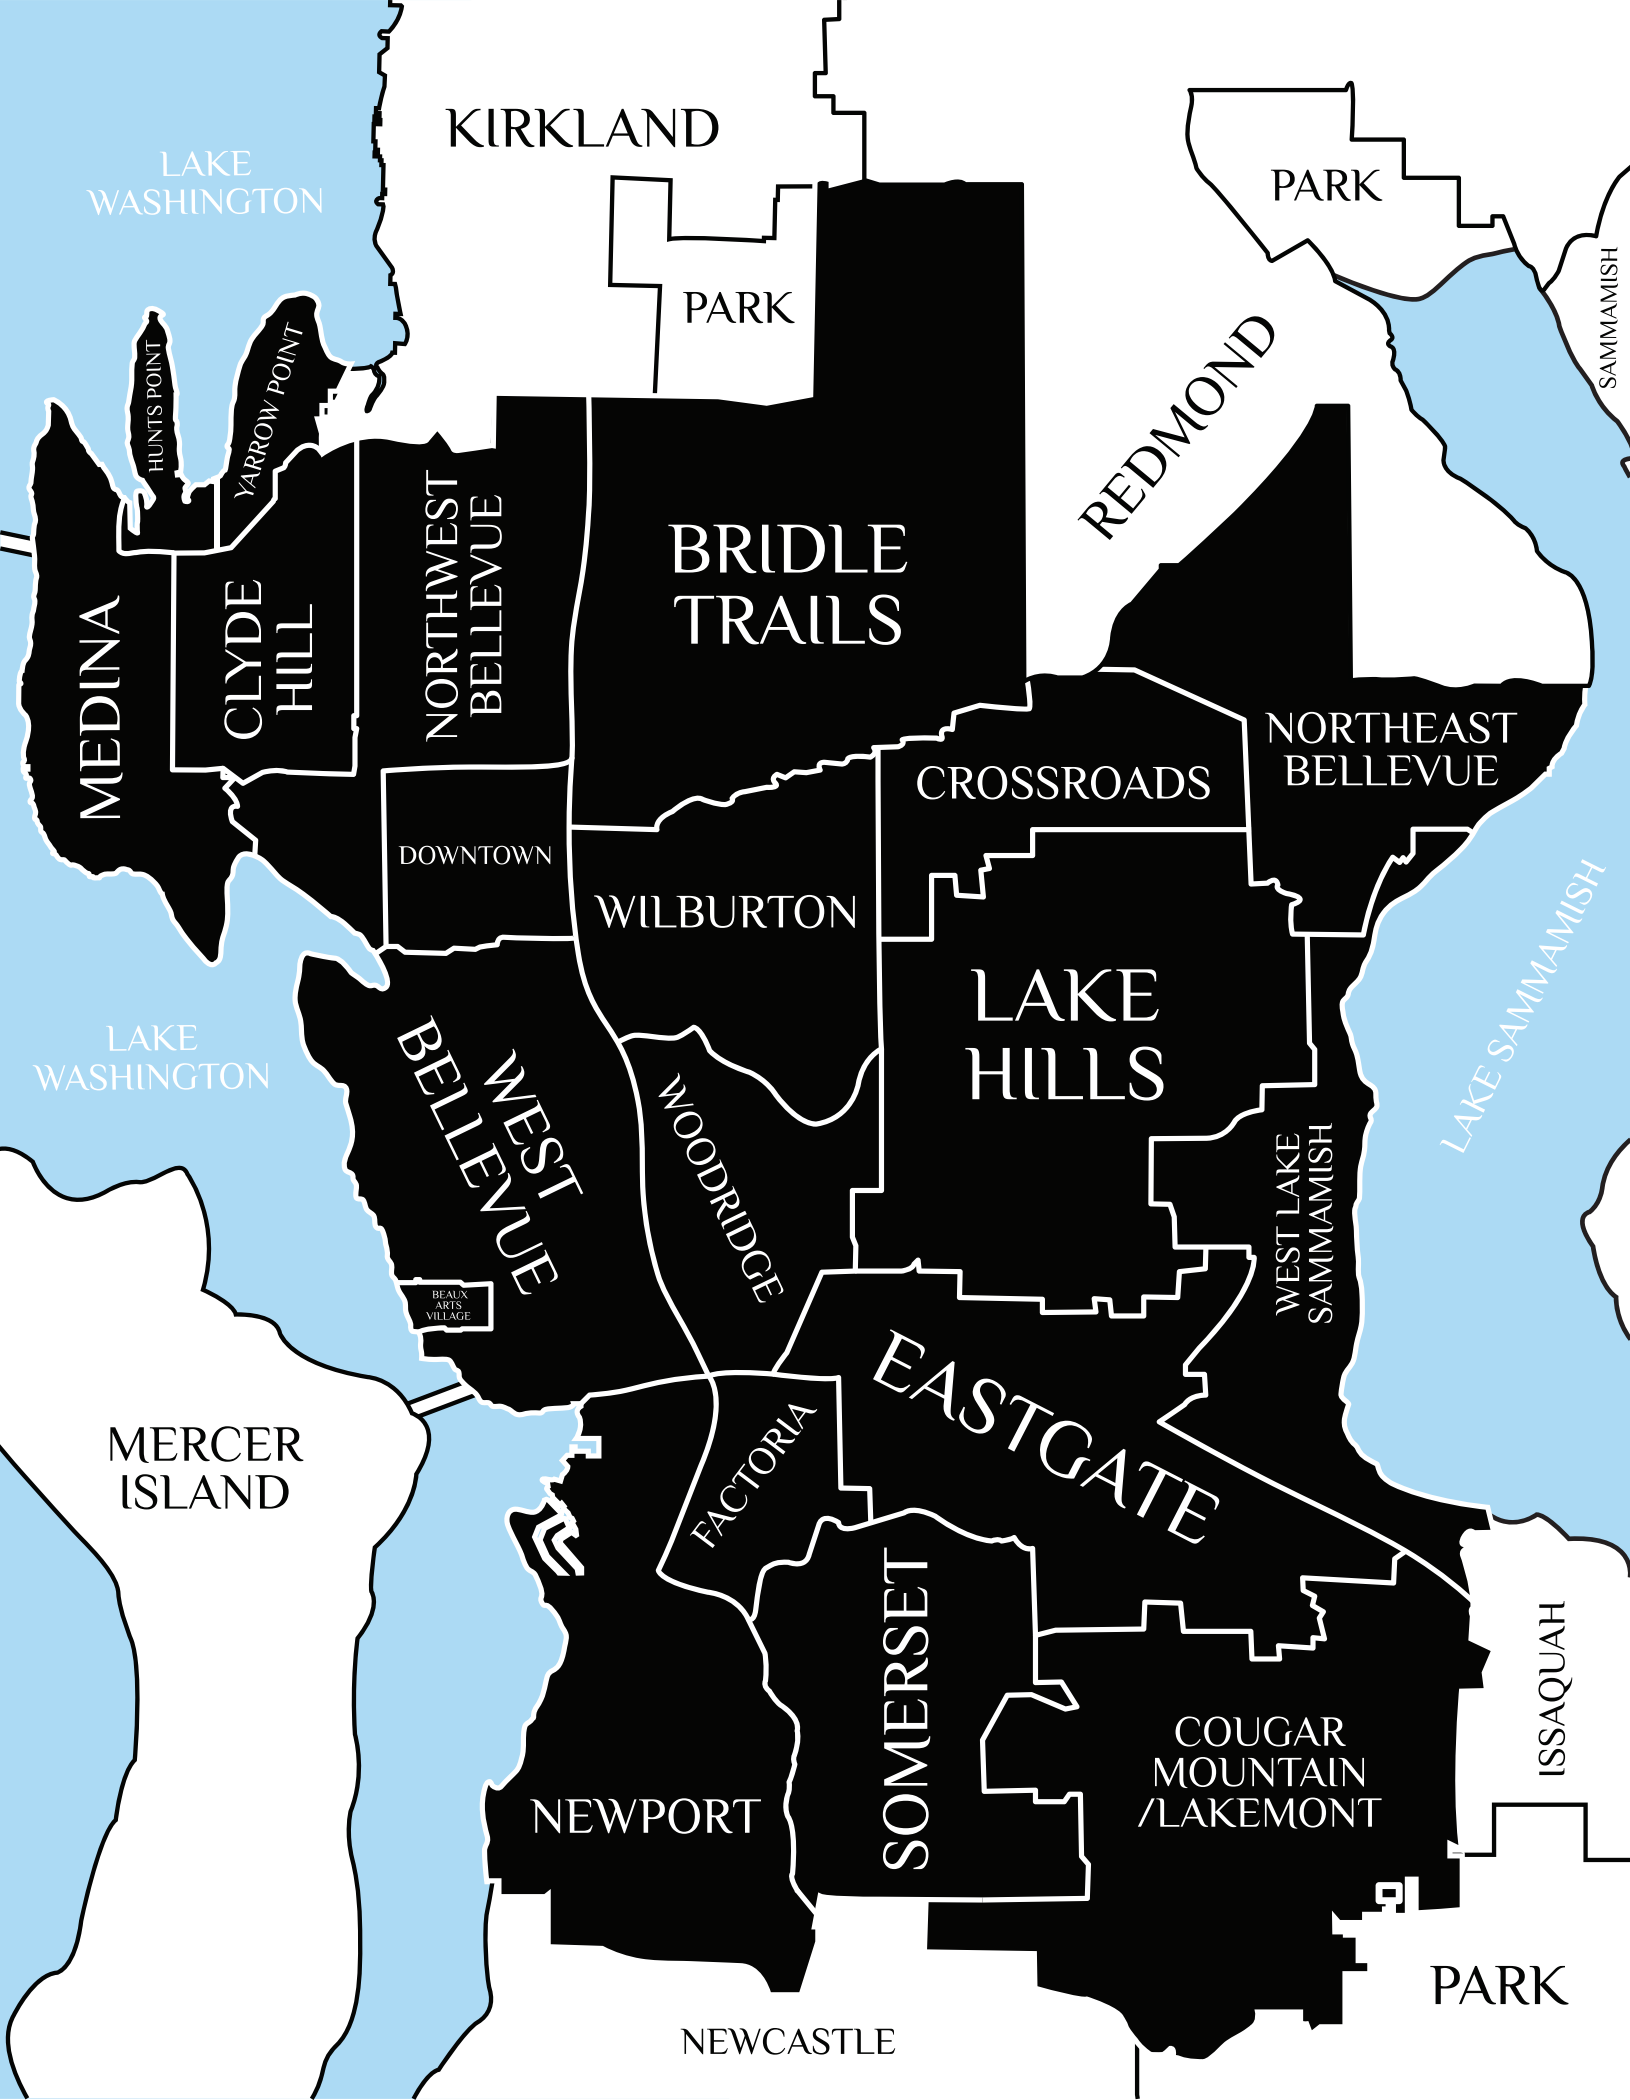 KIRKLAND
LAKE
WASHINGTON
PARK
PARK
SAMMAMISH
REDMOND
HUNTS POINT
YARROW POINT
NORTHWEST
BELLEVUE
BRIDLE
TRAILS
MEDINA
CLYDE
HILL
NORTHEAST
BELLEVUE
CROSSROADS
DOWNTOWN
WILBURTON
LAKE
HILLS
LAKE SAMMAMISH
LAKE
WASHINGTON
WEST
BELLEVUE
WOODRIDGE
WEST LAKE
SAMMAMISH
BEAUX
ARTS
VILLAGE
EASTGATE
MERCER
ISLAND
FACTORIA
SOMERSET
ISSAQUAH
COUGAR
MOUNTAIN
/LAKEMONT
NEWPORT
PARK
NEWCASTLE